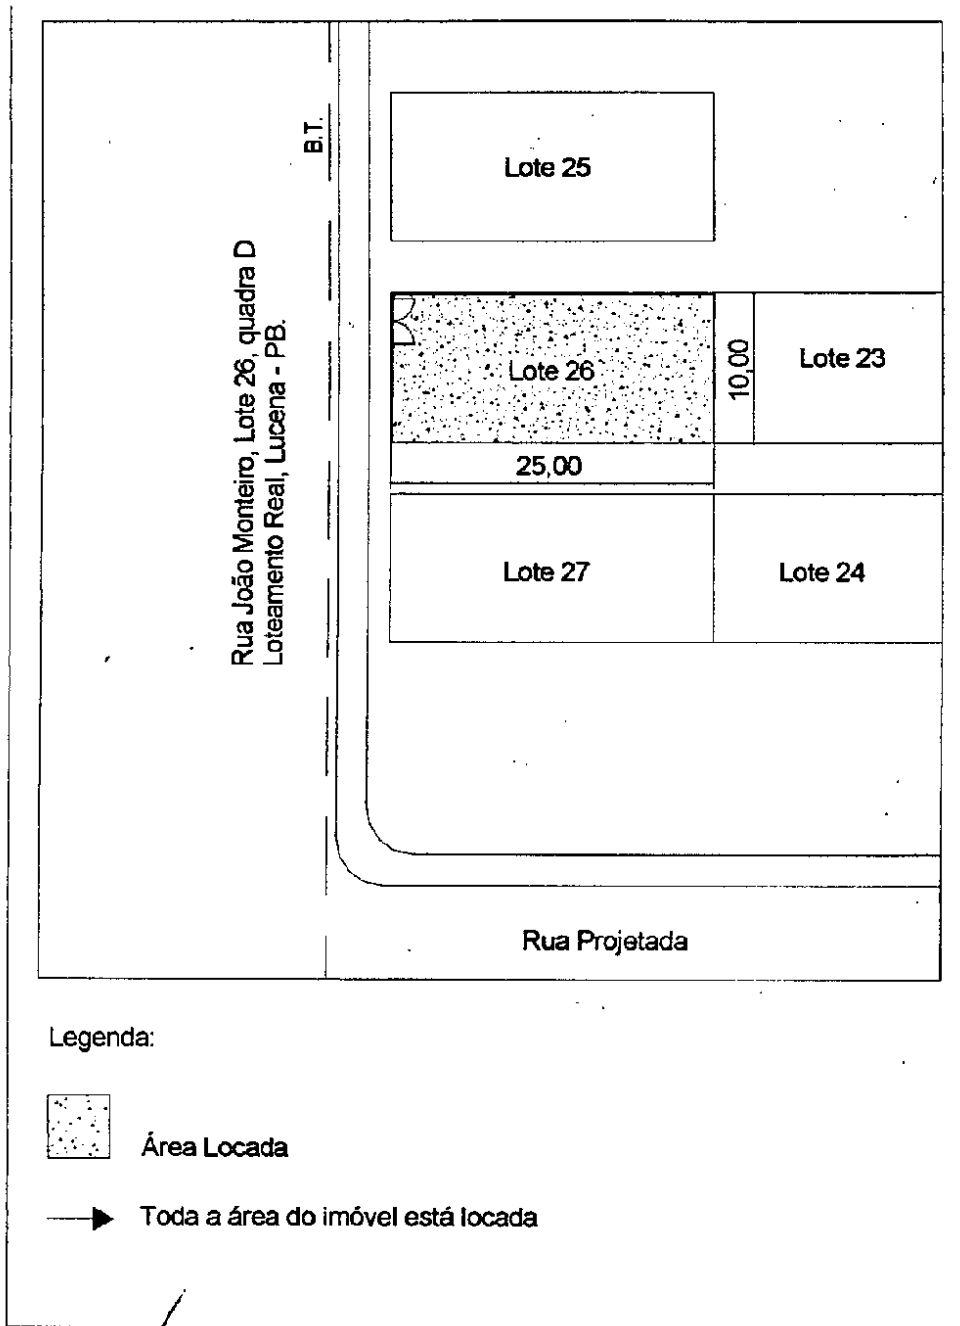 B.T.
Lote 25
Rua João Monteiro, Lote 26, quadra D
Loteamento Real, Lucena - PB.
Lote 26
10,00
Lote 23
25,00
Lote 27
Lote 24
Rua Projetada
Legenda:
Área Locada
Toda a área do imóvel está locada